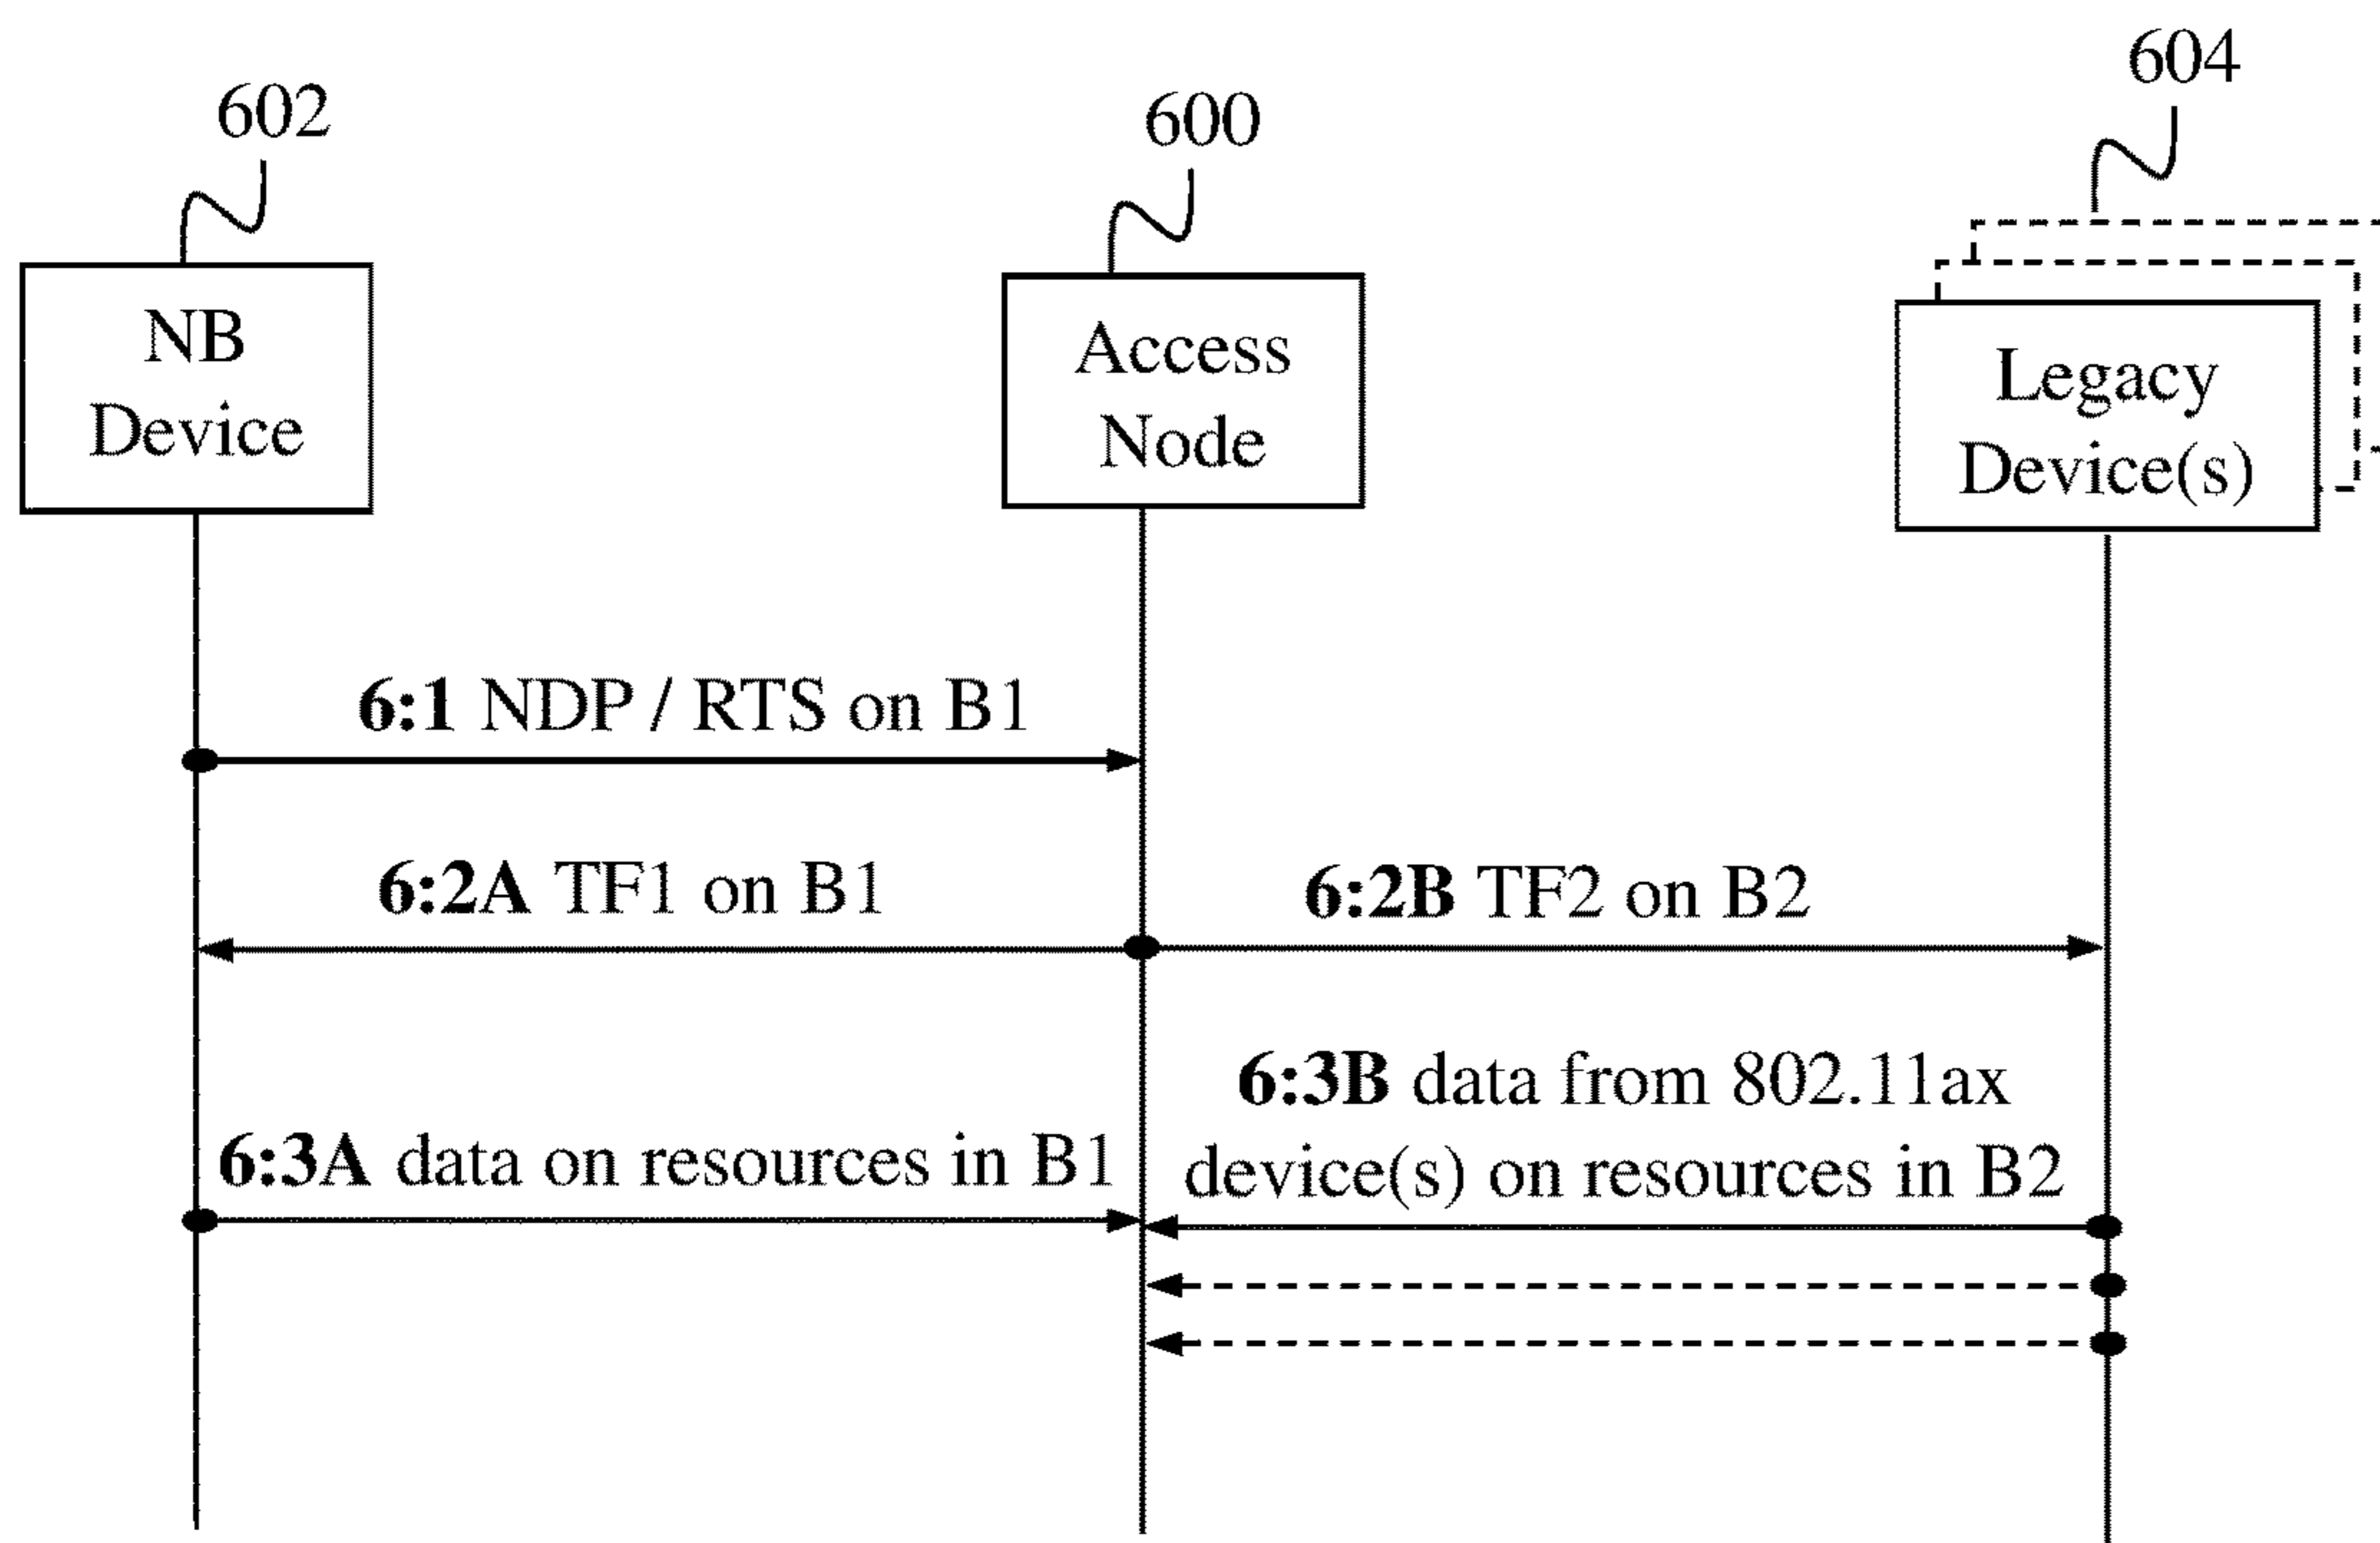 602
600
604
NB
Device
Access
Node
Legacy
Device(s)
6:1 NDP / RTS on B1
6:2A TF1 on B1
6:2B TF2 on B2
6:3B data from 802.11ax
device(s) on resources in B2
6:3A data on resources in B1